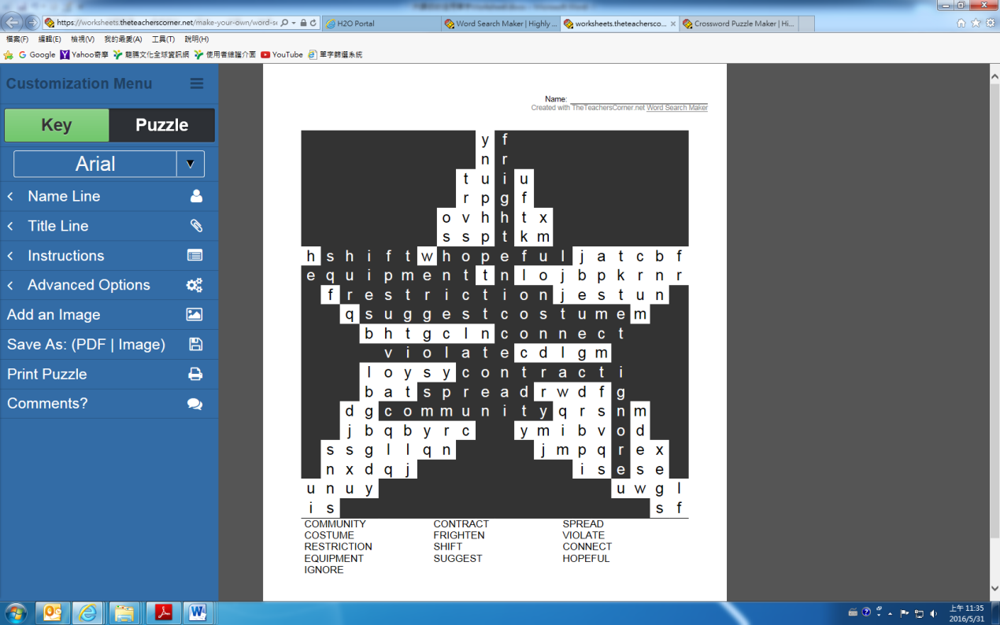 https://worksheets.theteacherscorner.net/make-your-own/word-se
H2O Portal
Word Search Maker | Highly ...
worksheets.theteachersco...
Crossword Puzzle Maker | Hi...
檔案(F) 編輯(E) 檢視(V) 我的最愛(A) 工具(T) 說明(H)
Google Yahoo奇摩 龍騰文化全球資訊網 使用者維護介面 YouTube 單字篩選系統
Customization Menu
Key Puzzle
Arial
Name Line
Title Line
Instructions
Advanced Options
Add an Image
Save As: (PDF | Image)
Print Puzzle
Comments?
Name:
Created with TheTeachersCorner.net Word Search Maker
y f
n r
t u i u
r p g f
o v h h t x
s s p t k m
h s h i f t w h o p e f u l j a t c b f
e q u i p m e n t t n l o j b p k r n r
f r e s t r i c t i o n j e s t u n
q s u g g e s t c o s t u m e m
b h t g c l n c o n n e c t
v i o l a t e c d l g m
l o y s y c o n t r a c t i
b a t s p r e a d r w d f g
d g c o m m u n i t y q r s n m
j b q b y r c y m i b v o d
s s g l l q n j m p q r e x
n x d q j i s e s e
u n u y u w g l
i s s f
COMMUNITY CONTRACT SPREAD
COSTUME FRIGHTEN VIOLATE
RESTRICTION SHIFT CONNECT
EQUIPMENT SUGGEST HOPEFUL
IGNORE
上午 11:35
2016/5/31